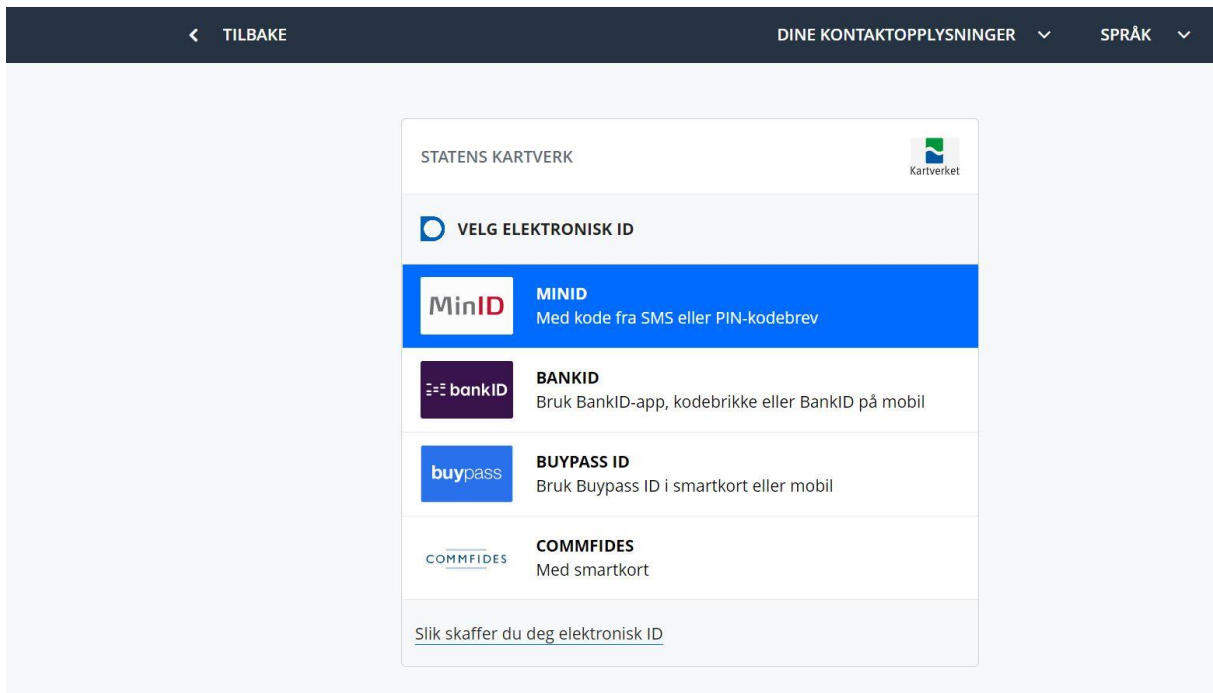 TILBAKE
DINE KONTAKTOPPLYSNINGER
SPRÅK
STATENS KARTVERK
Kartverket
VELG ELEKTRONISK ID
MinID
MINID
Med kode fra SMS eller PIN-kodebrev
bankID
BANKID
Bruk BankID-app, kodebrikke eller BankID på mobil
buypass
BUYPASS ID
Bruk Buypass ID i smartkort eller mobil
COMMFIDES
COMMFIDES
Med smartkort
Slik skaffer du deg elektronisk ID